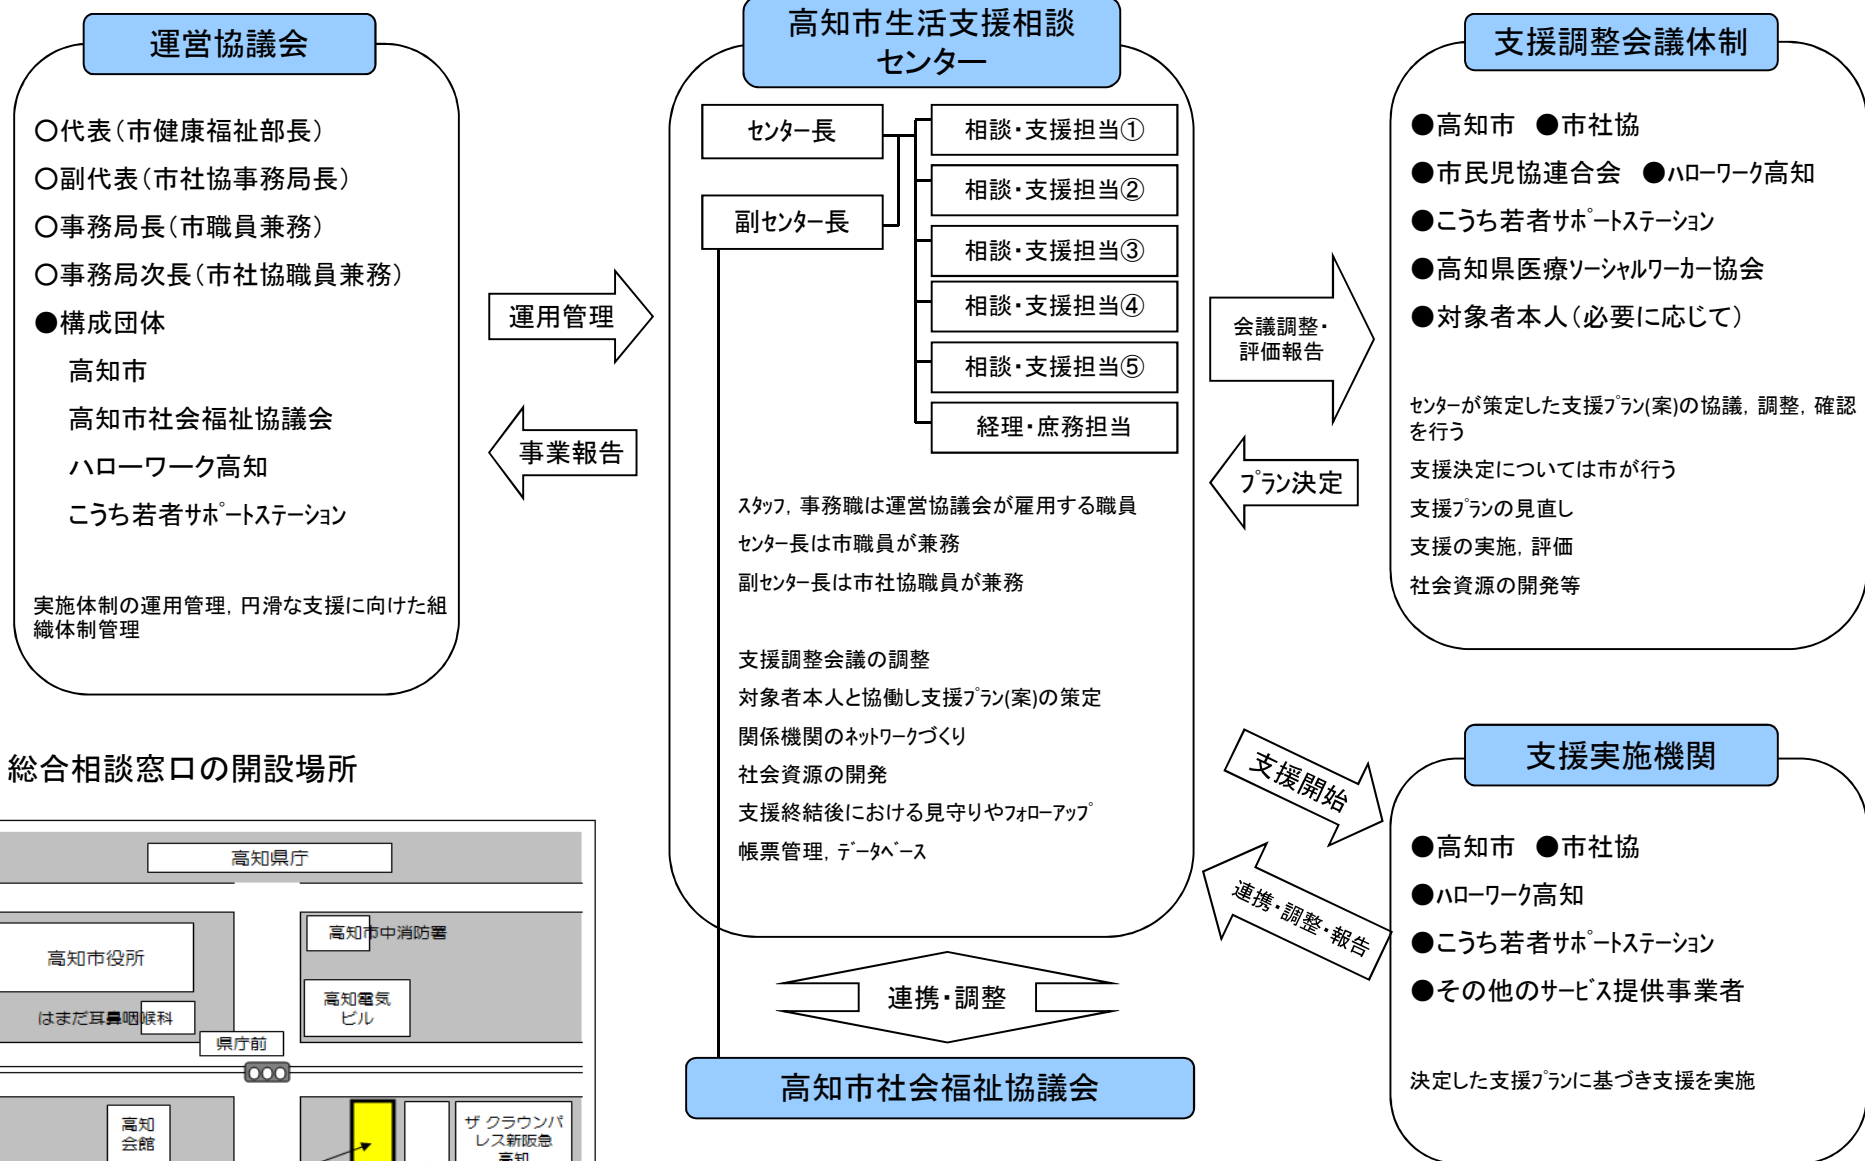 運営協議会
○代表(市健康福祉部長)
○副代表(市社協事務局長)
○事務局長(市職員兼務)
○事務局次長(市社協職員兼務)
●構成団体
高知市
高知市社会福祉協議会
ハローワーク高知
こうち若者ｻﾎﾟｰﾄｽﾃｰｼｮﾝ
実施体制の運用管理, 円滑な支援に向けた組
織体制管理
運用管理
事業報告
高知市生活支援相談
センター
ｾﾝﾀｰ長
副ｾﾝﾀｰ長
相談・支援担当①
相談・支援担当②
相談・支援担当③
相談・支援担当④
相談・支援担当⑤
経理・庶務担当
ｽﾀｯﾌ, 事務職は運営協議会が雇用する職員
ｾﾝﾀｰ長は市職員が兼務
副ｾﾝﾀｰ長は市社協職員が兼務
支援調整会議の調整
対象者本人と協働し支援ﾌﾟﾗﾝ(案)の策定
関係機関のﾈｯﾄﾜｰｸづくり
社会資源の開発
支援終結後における見守りやﾌｫﾛｰｱｯﾌﾟ
帳票管理, ﾃﾞｰﾀﾍﾞｰｽ
連携・調整
高知市社会福祉協議会
会議調整・
評価報告
ﾌﾟﾗﾝ決定
支援調整会議体制
●高知市 ●市社協
●市民児協連合会 ●ﾊﾛｰﾜｰｸ高知
●こうち若者ｻﾎﾟｰﾄｽﾃｰｼｮﾝ
●高知県医療ｿｰｼｬﾙﾜｰｶｰ協会
●対象者本人(必要に応じて)
ｾﾝﾀｰが策定した支援ﾌﾟﾗﾝ(案)の協議, 調整, 確認
を行う
支援決定については市が行う
支援ﾌﾟﾗﾝの見直し
支援の実施, 評価
社会資源の開発等
支援開始
連携・調整・報告
支援実施機関
●高知市 ●市社協
●ﾊﾛｰﾜｰｸ高知
●こうち若者ｻﾎﾟｰﾄｽﾃｰｼｮﾝ
●その他のｻｰﾋﾞｽ提供事業者
決定した支援ﾌﾟﾗﾝに基づき支援を実施
総合相談窓口の開設場所
高知県庁
高知市役所
高知市中消防署
はまだ耳鼻咽喉科
高知電気
ビル
県庁前
高知
会館
ザ クラウンパ
レス新阪急
高知